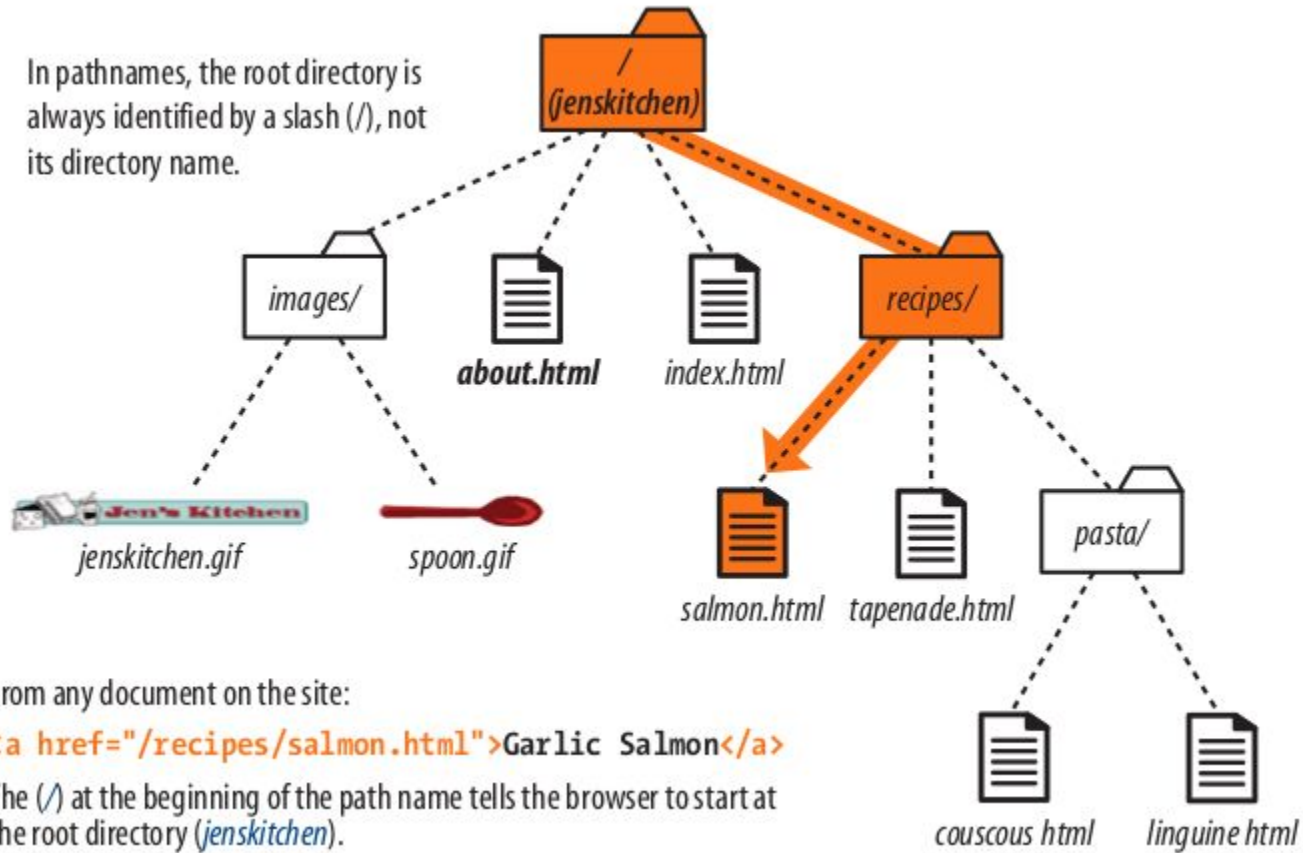 In pathnames, the root directory is
always identified by a slash (/), not
its directory name.
/
(jenskitchen)
images/
about.html
index.html
recipes/
Jen's Kitchen
jenskitchen.gif
spoon.gif
salmon.html
tapenade.html
pasta/
couscous html
linguine html
rom any document on the site:
a href="/recipes/salmon.html">Garlic Salmon</a>
he (/) at the beginning of the path name tells the browser to start at
he root directory (jenskitchen).